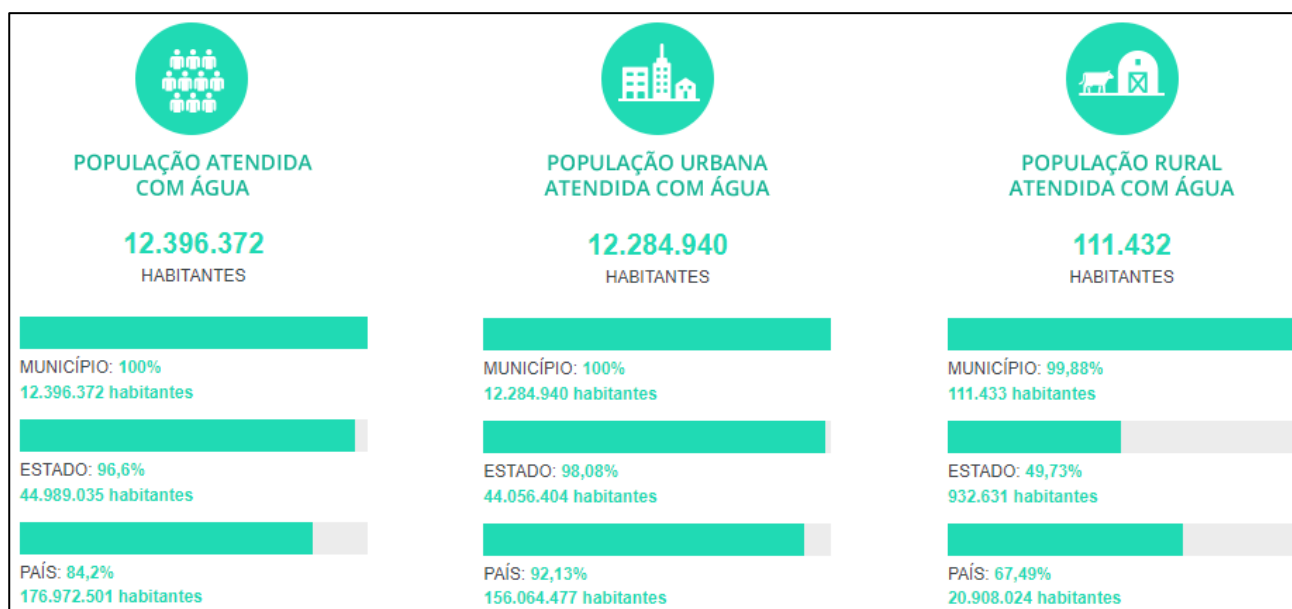 POPULAÇÃO ATENDIDA
COM ÁGUA
12.396.372
HABITANTES
MUNICÍPIO: 100%
12.396.372 habitantes
ESTADO: 96,6%
44.989.035 habitantes
PAÍS: 84,2%
176.972.501 habitantes
POPULAÇÃO URBANA
ATENDIDA COM ÁGUA
12.284.940
HABITANTES
MUNICÍPIO: 100%
12.284.940 habitantes
ESTADO: 98,08%
44.056.404 habitantes
PAÍS: 92,13%
156.064.477 habitantes
POPULAÇÃO RURAL
ATENDIDA COM ÁGUA
111.432
HABITANTES
MUNICÍPIO: 99,88%
111.433 habitantes
ESTADO: 49,73%
932.631 habitantes
PAÍS: 67,49%
20.908.024 habitantes